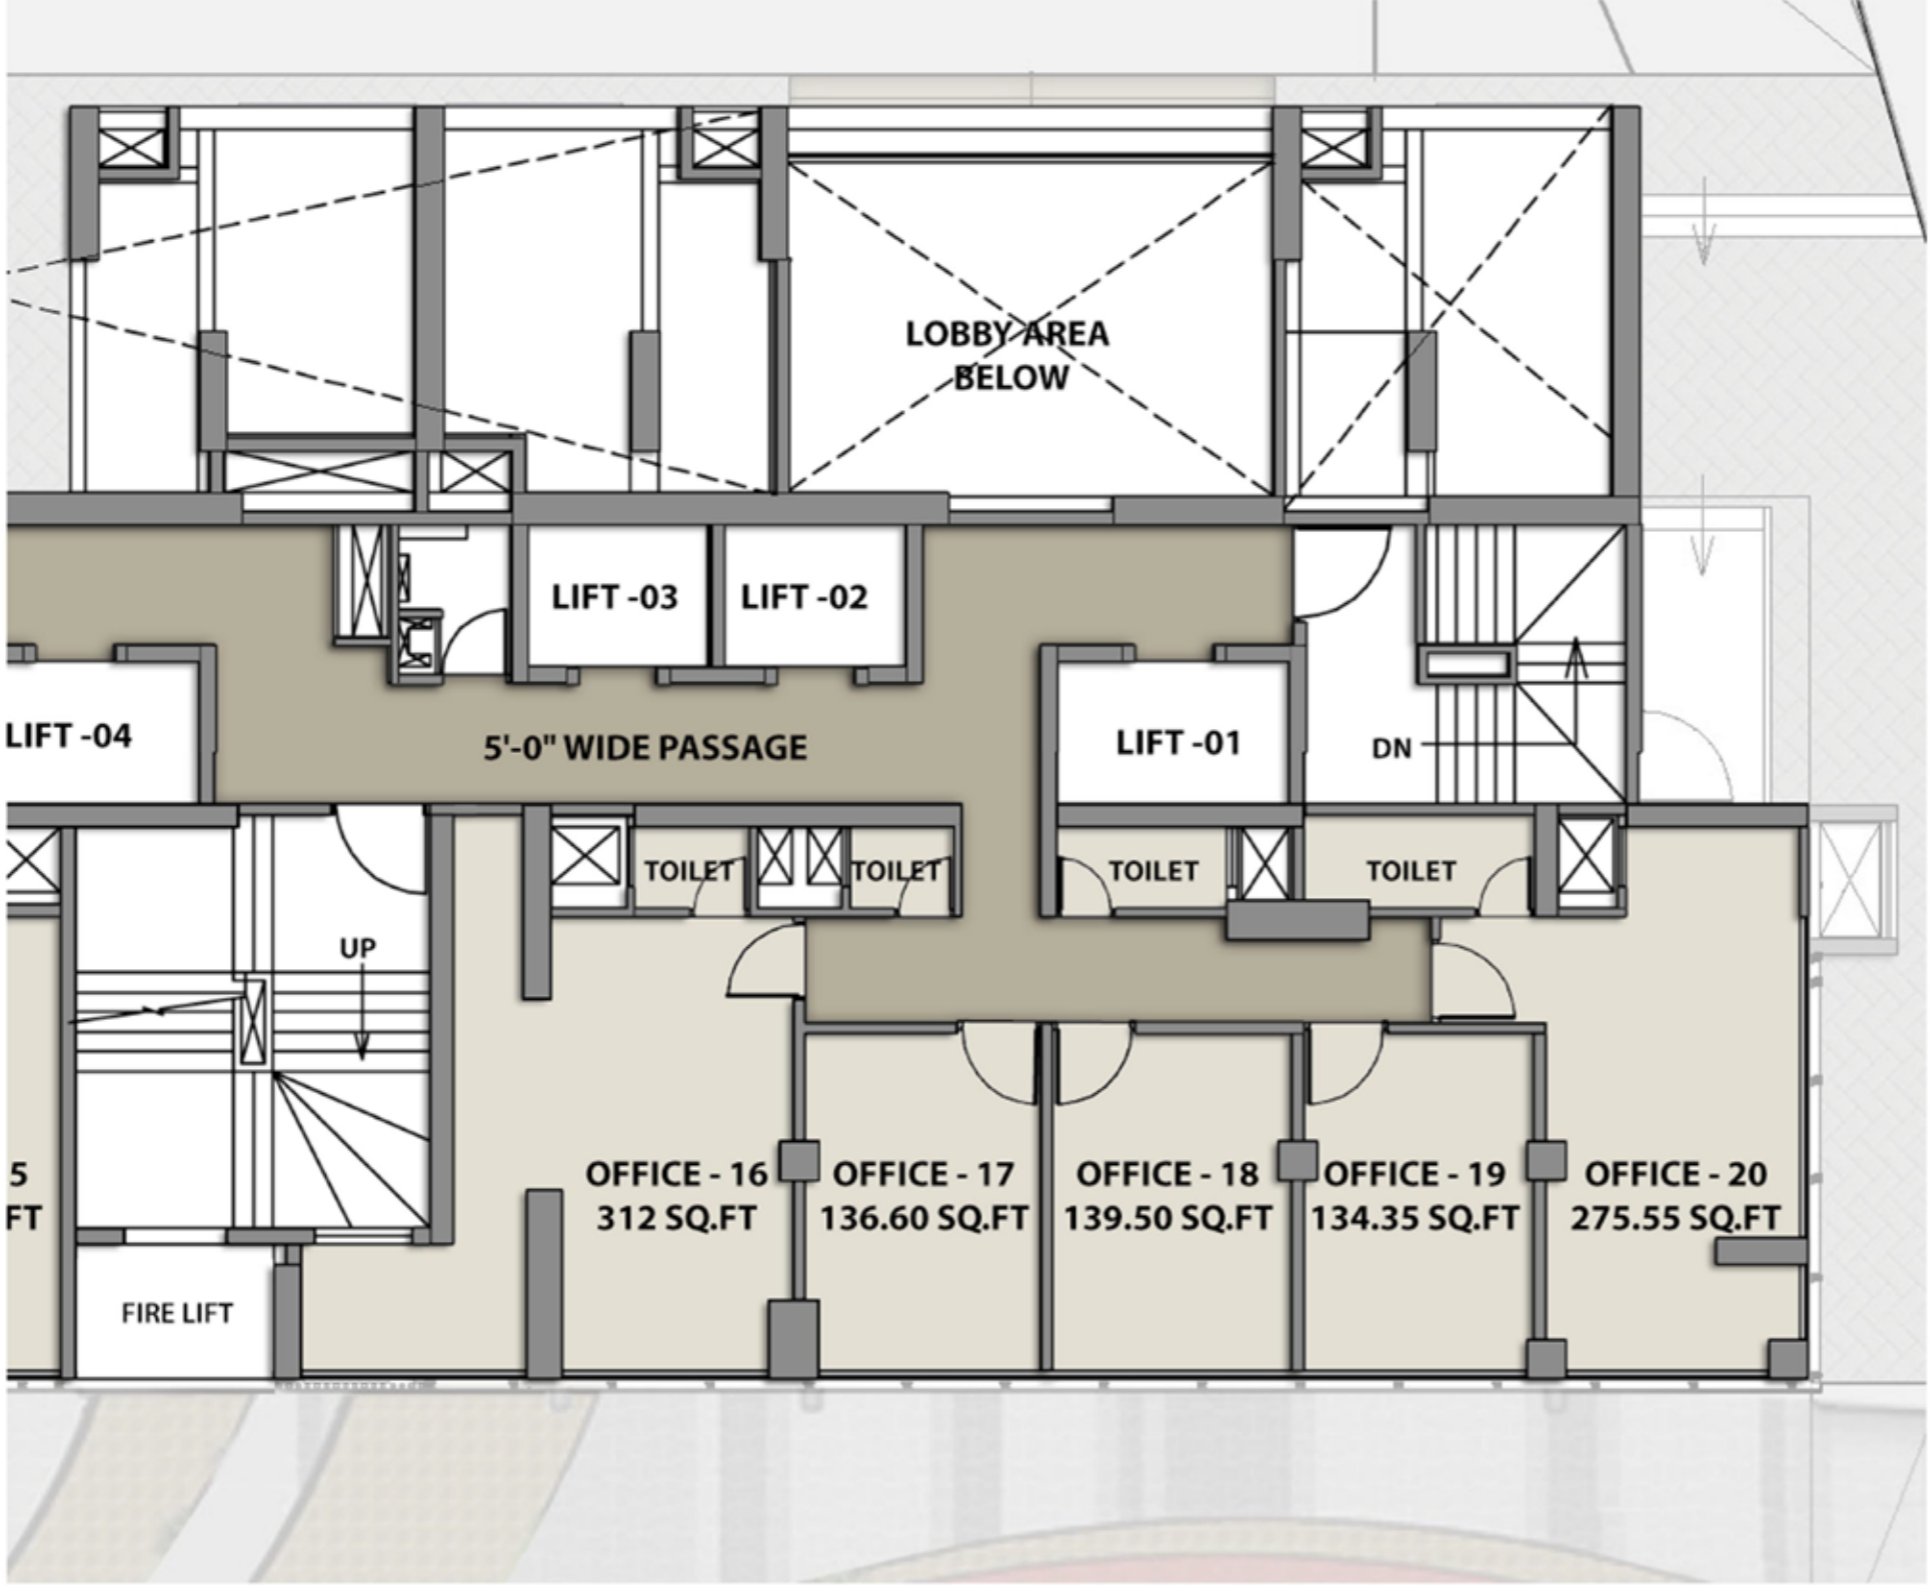 LOBBY AREA
BELOW
LIFT -03
LIFT -02
LIFT -04
5'-0" WIDE PASSAGE
LIFT -01
DN
TOILET
TOILET
TOILET
TOILET
UP
5
FT
OFFICE - 16
312 SQ.FT
OFFICE - 17
136.60 SQ.FT
OFFICE - 18
139.50 SQ.FT
OFFICE - 19
134.35 SQ.FT
OFFICE - 20
275.55 SQ.FT
FIRE LIFT